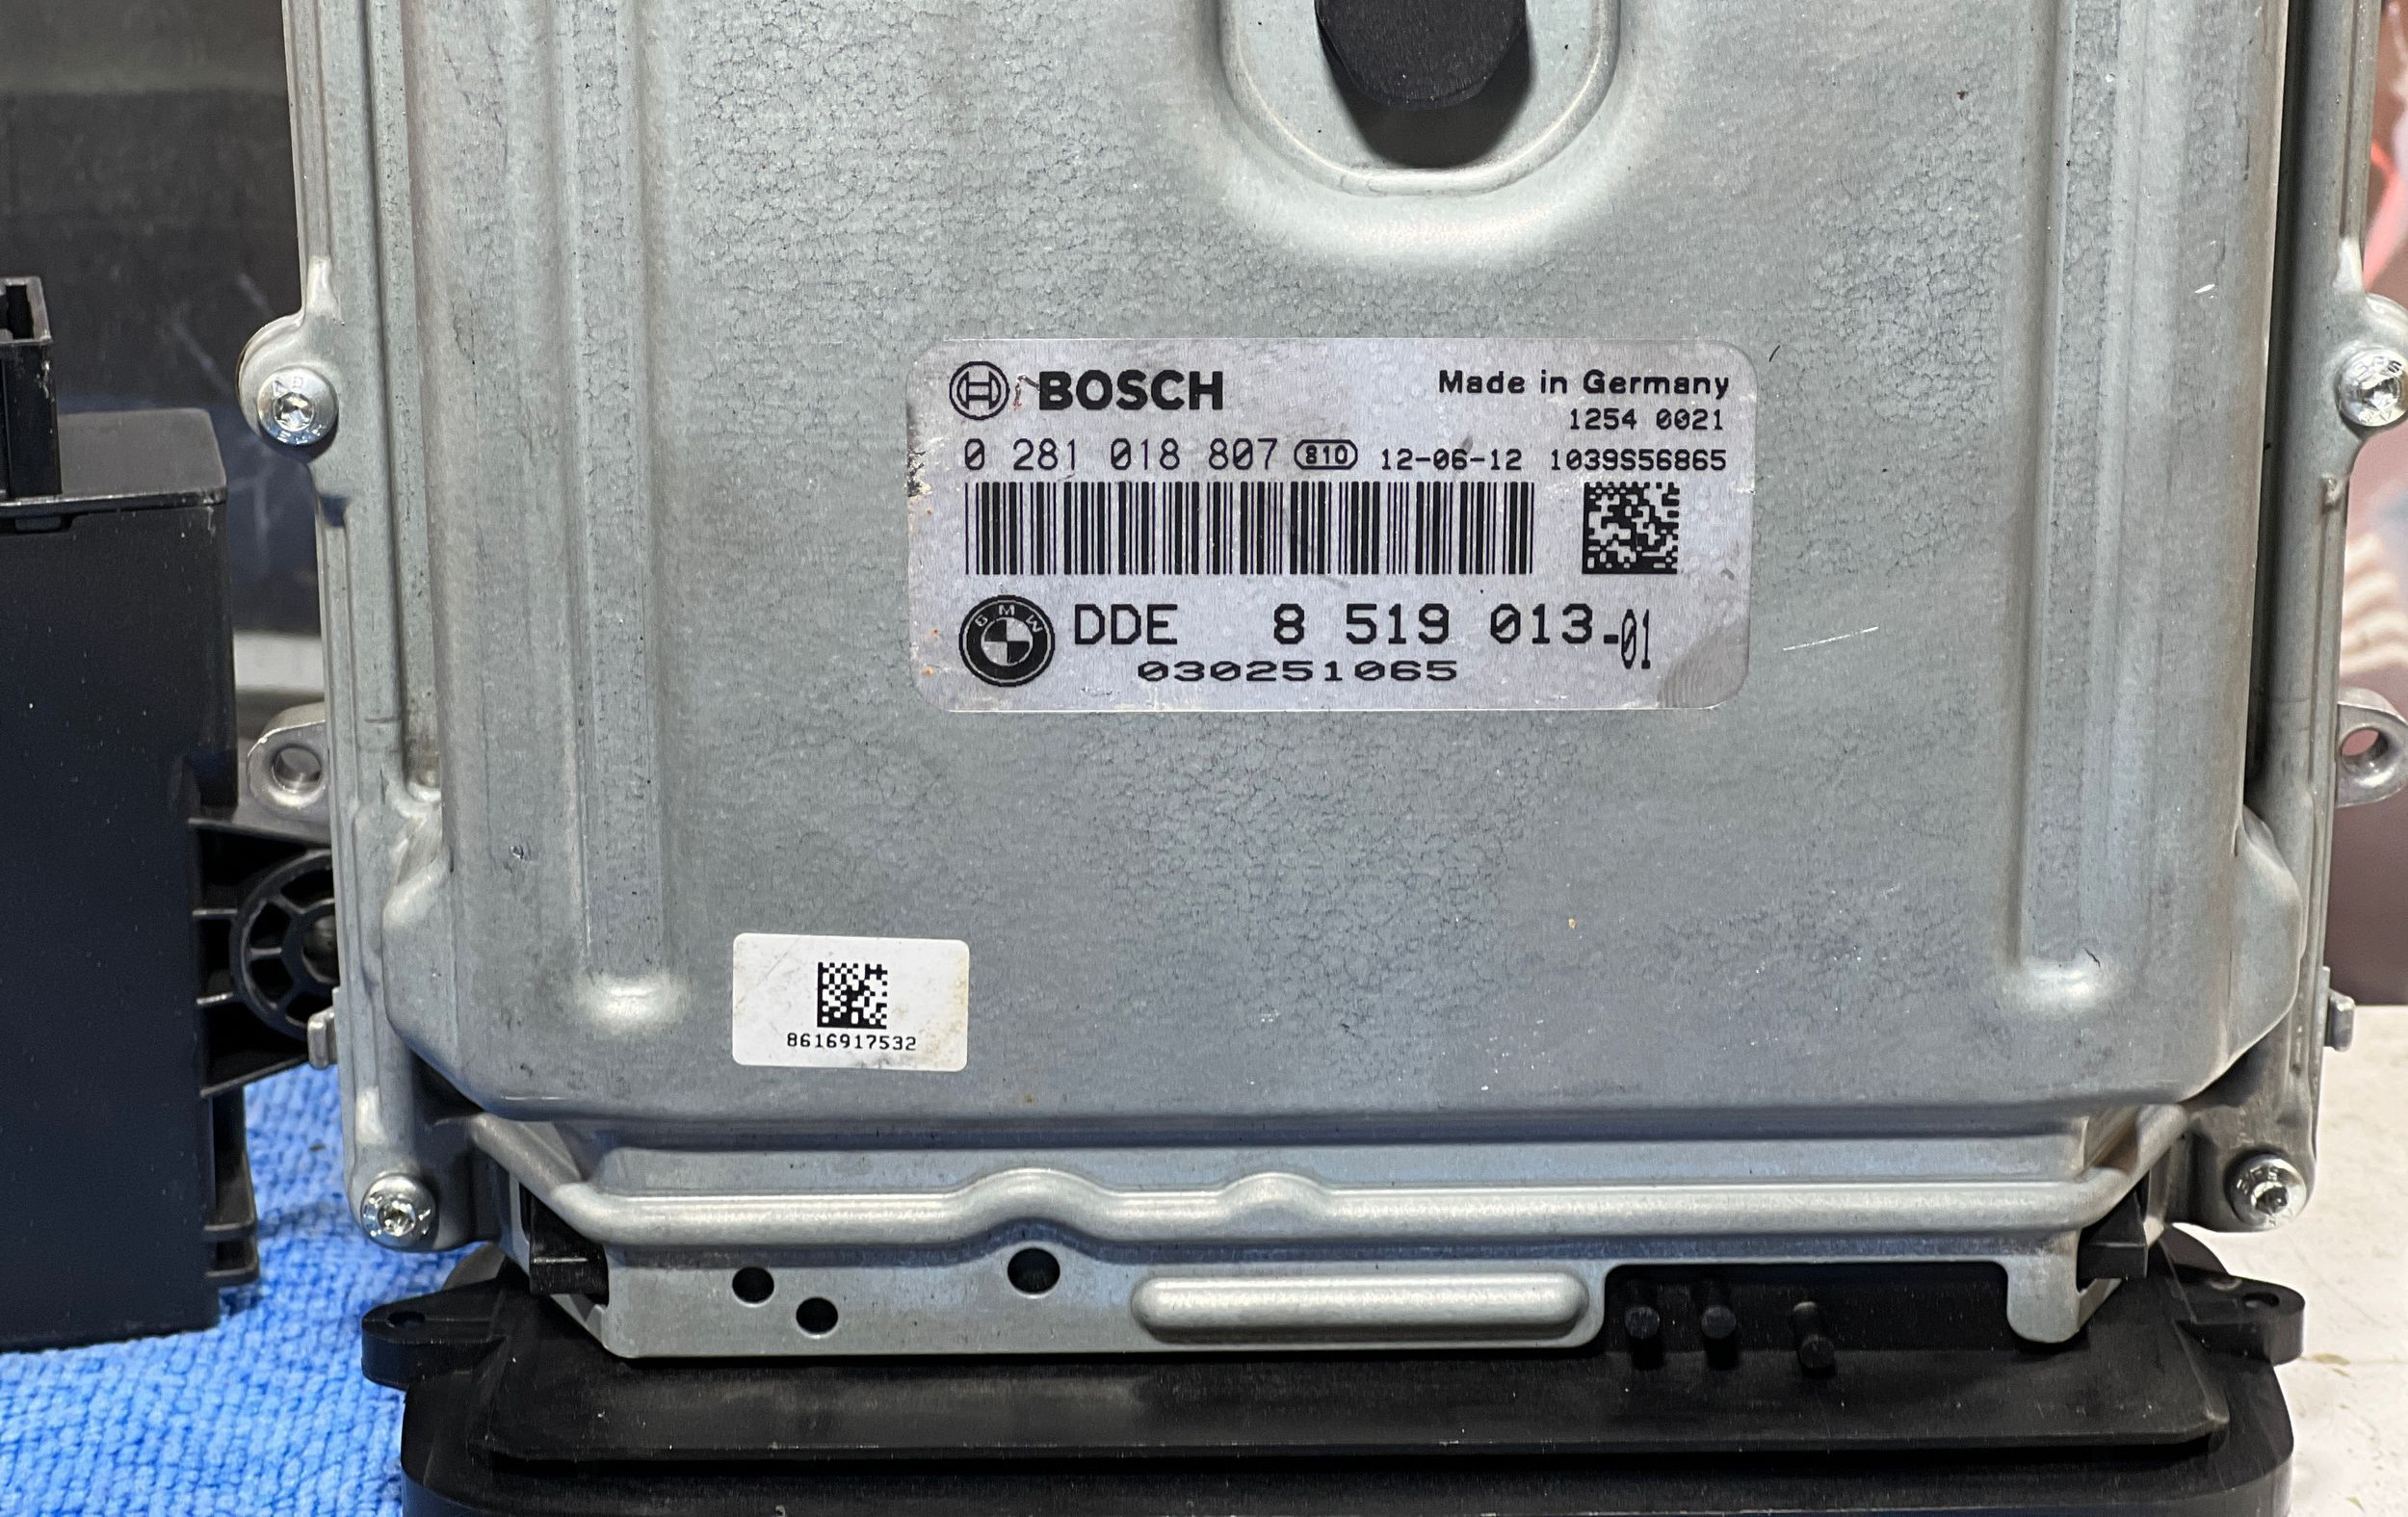 BOSCH
Made in Germany
1254 0021
0 281 018 807 810 12-06-12 1039S56865
BMW
DDE 8 519 013-01
030251065
8616917532